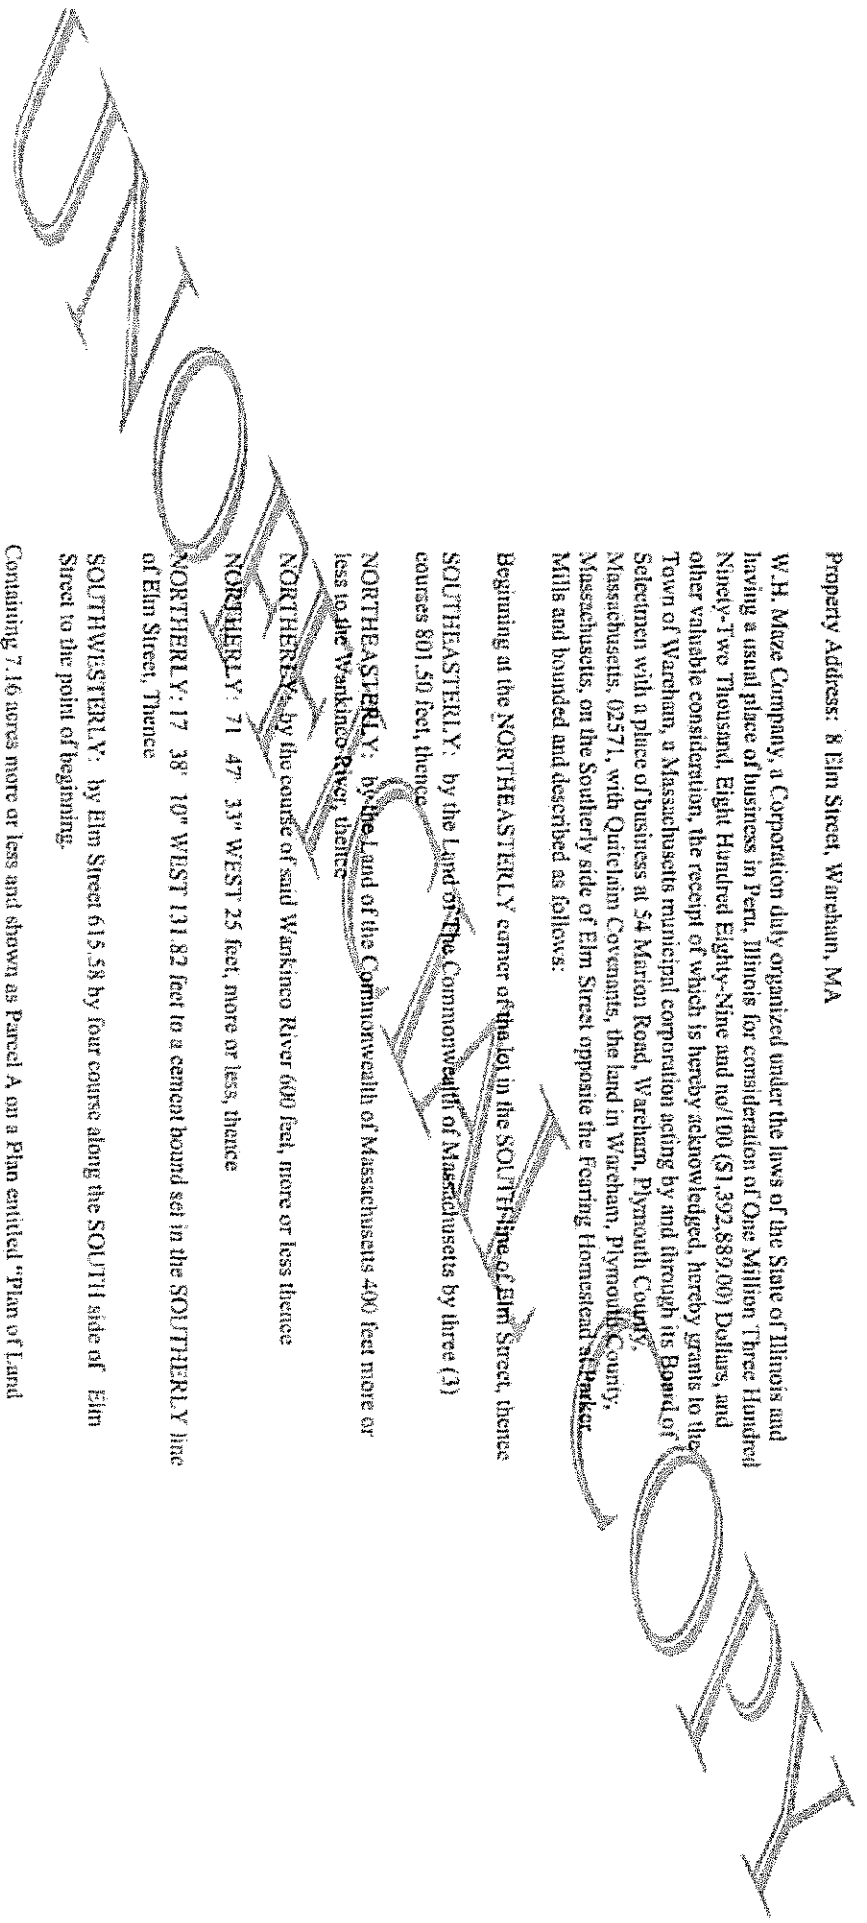 Property Address: 8 Elm Street, Wareham, MA
W.H. Maze Company, a Corporation duly organized under the laws of the State of Illinois and
having a usual place of business in Peru, Illinois for consideration of One Million Three Hundred
Ninety-Two Thousand, Eight Hundred Eighty-Nine and no/100 ($1,392,889.00) Dollars, and
other valuable consideration, the receipt of which is hereby acknowledged, hereby grants to the
Town of Wareham, a Massachusetts municipal corporation acting by and through its Board of
Selectmen with a place of business at 54 Marion Road, Wareham, Plymouth County,
Massachusetts, 02571, with Quitclaim Covenants, the land in Wareham, Plymouth County,
Massachusetts, on the Southerly side of Elm Street opposite the Fearing Homestead at Parker
Mills and bounded and described as follows:
Beginning at the NORTHEASTERLY corner of the lot in the SOUTH line of Elm Street, thence
SOUTHEASTERLY: by the Land of The Commonwealth of Massachusetts by three (3)
courses 801.50 feet, thence
NORTHEASTERLY: by the Land of the Commonwealth of Massachusetts 400 feet more or
less to the Wankinco River, thence
NORTHERLY: by the course of said Wankinco River 600 feet, more or less thence
NORTHERLY: 71 47' 33" WEST 25 feet, more or less, thence
NORTHERLY: 17 38' 10" WEST 131.82 feet to a cement bound set in the SOUTHERLY line
of Elm Street, Thence
SOUTHWESTERLY: by Elm Street 615.58 by four course along the SOUTH side of Elm
Street to the point of beginning.
Containing 7.16 acres more or less and shown as Parcel A on a Plan entitled "Plan of Land
UNOFFICIAL COPY